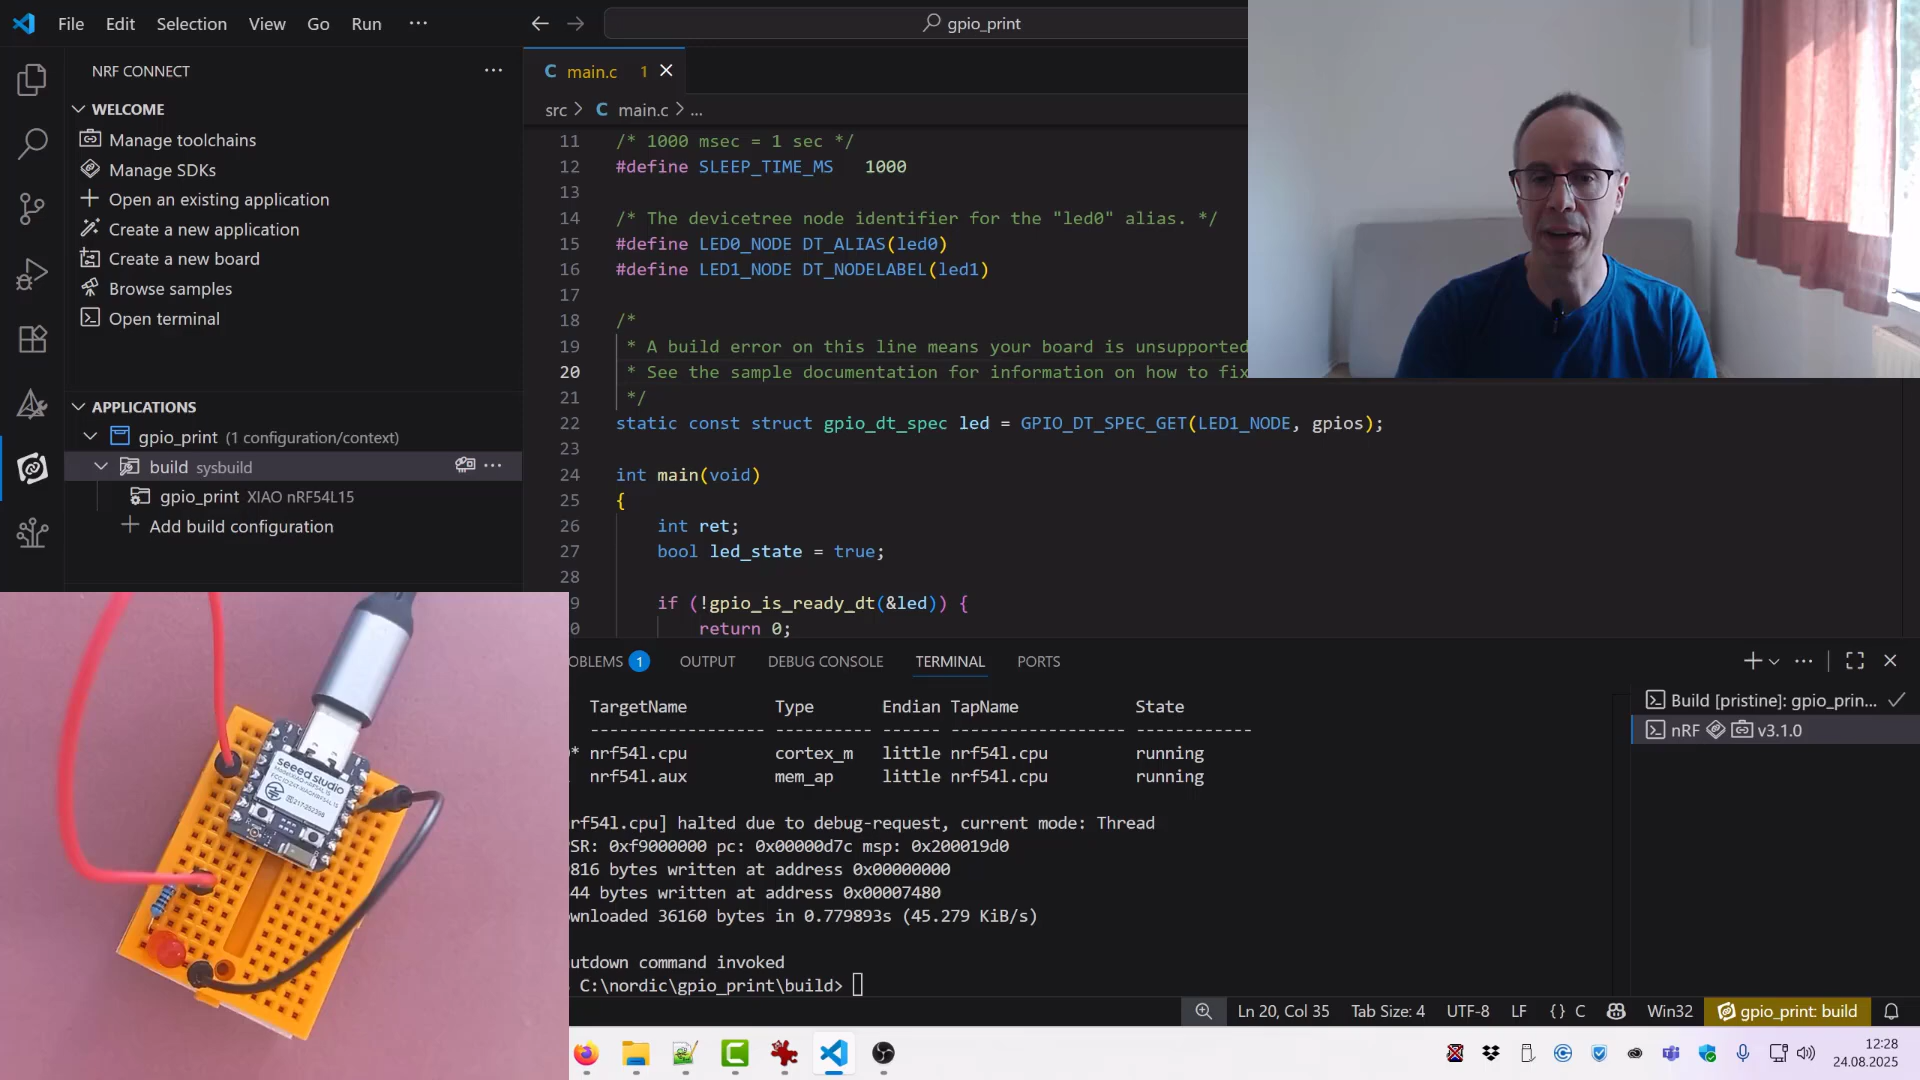 File Edit Selection View Go Run ···
gpio_print
NRF CONNECT
WELCOME
Manage toolchains
Manage SDKs
Open an existing application
Create a new application
Create a new board
Browse samples
Open terminal
APPLICATIONS
gpio_print (1 configuration/context)
build sysbuild
gpio_print XIAO nRF54L15
Add build configuration
C main.c 1
src > C main.c > ...
11 /* 1000 msec = 1 sec */
12 #define SLEEP_TIME_MS 1000
13
14 /* The devicetree node identifier for the "led0" alias. */
15 #define LED0_NODE DT_ALIAS(led0)
16 #define LED1_NODE DT_NODELABEL(led1)
17
18 /*
19 * A build error on this line means your board is unsupported
20 * See the sample documentation for information on how to fix
21 */
22 static const struct gpio_dt_spec led = GPIO_DT_SPEC_GET(LED1_NODE, gpios);
23
24 int main(void)
25 {
26 int ret;
27 bool led_state = true;
28
9 if (!gpio_is_ready_dt(&led)) {
0 return 0;
OBLEMS 1 OUTPUT DEBUG CONSOLE TERMINAL PORTS
TargetName Type Endian TapName State
------------------ ---------- ------ ------------------ ------------
* nrf54l.cpu cortex_m little nrf54l.cpu running
nrf54l.aux mem_ap little nrf54l.cpu running
rf54l.cpu] halted due to debug-request, current mode: Thread
PSR: 0xf9000000 pc: 0x00000d7c msp: 0x200019d0
816 bytes written at address 0x00000000
44 bytes written at address 0x00007480
wnloaded 36160 bytes in 0.779893s (45.279 KiB/s)
utdown command invoked
C:\nordic\gpio_print\build>
Build [pristine]: gpio_prin...
nRF v3.1.0
Ln 20, Col 35 Tab Size: 4 UTF-8 LF {} C Win32 gpio_print: build
seeed studio
12:28
24.08.2025